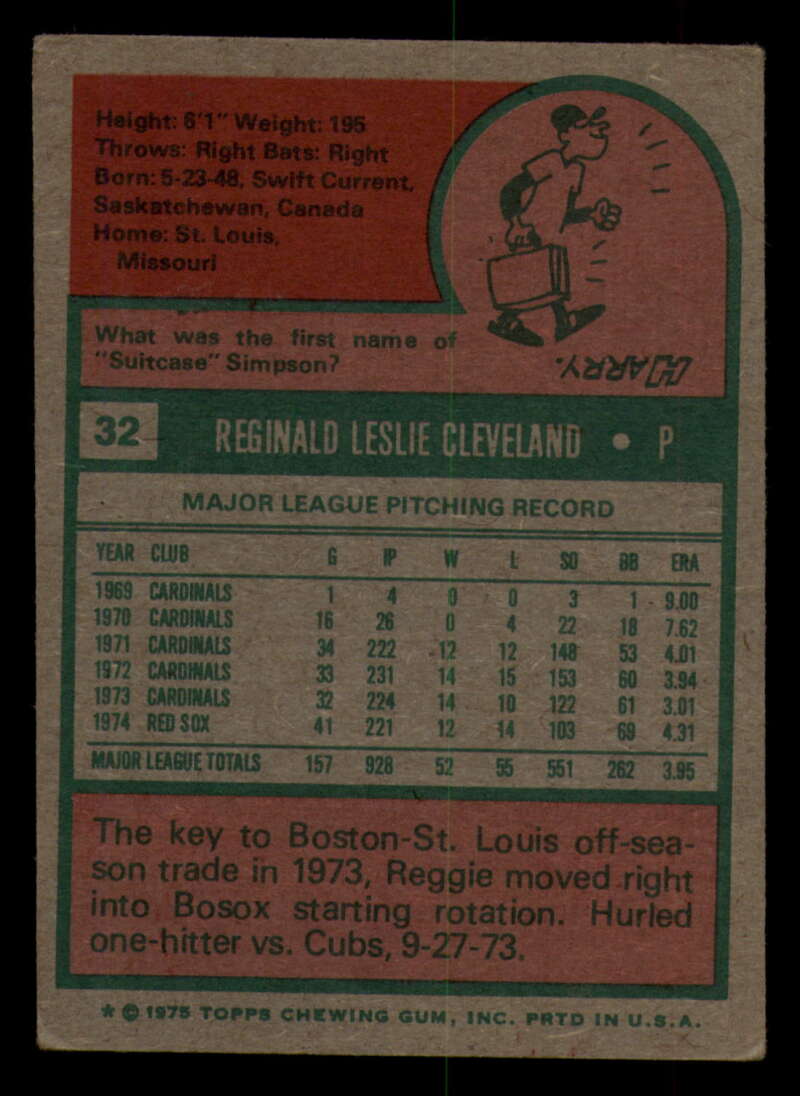 Height: 6'1" Weight: 195
Throws: Right Bats: Right
Born: 5-23-48, Swift Current,
Saskatchewan, Canada
Home: St. Louis,
Missouri
What was the first name of
"Suitcase" Simpson?
HARRY.
32 REGINALD LESLIE CLEVELAND • P
MAJOR LEAGUE PITCHING RECORD
YEAR CLUB G IP W L SO BB ERA
1969 CARDINALS 1 4 0 0 3 1 9.00
1970 CARDINALS 16 26 0 4 22 18 7.62
1971 CARDINALS 34 222 12 12 148 53 4.01
1972 CARDINALS 33 231 14 15 153 60 3.94
1973 CARDINALS 32 224 14 10 122 61 3.01
1974 RED SOX 41 221 12 14 103 69 4.31
MAJOR LEAGUE TOTALS 157 928 52 55 551 262 3.95
The key to Boston-St. Louis off-sea-
son trade in 1973, Reggie moved right
into Bosox starting rotation. Hurled
one-hitter vs. Cubs, 9-27-73.
* © 1975 TOPPS CHEWING GUM, INC. PRTD IN U.S.A.